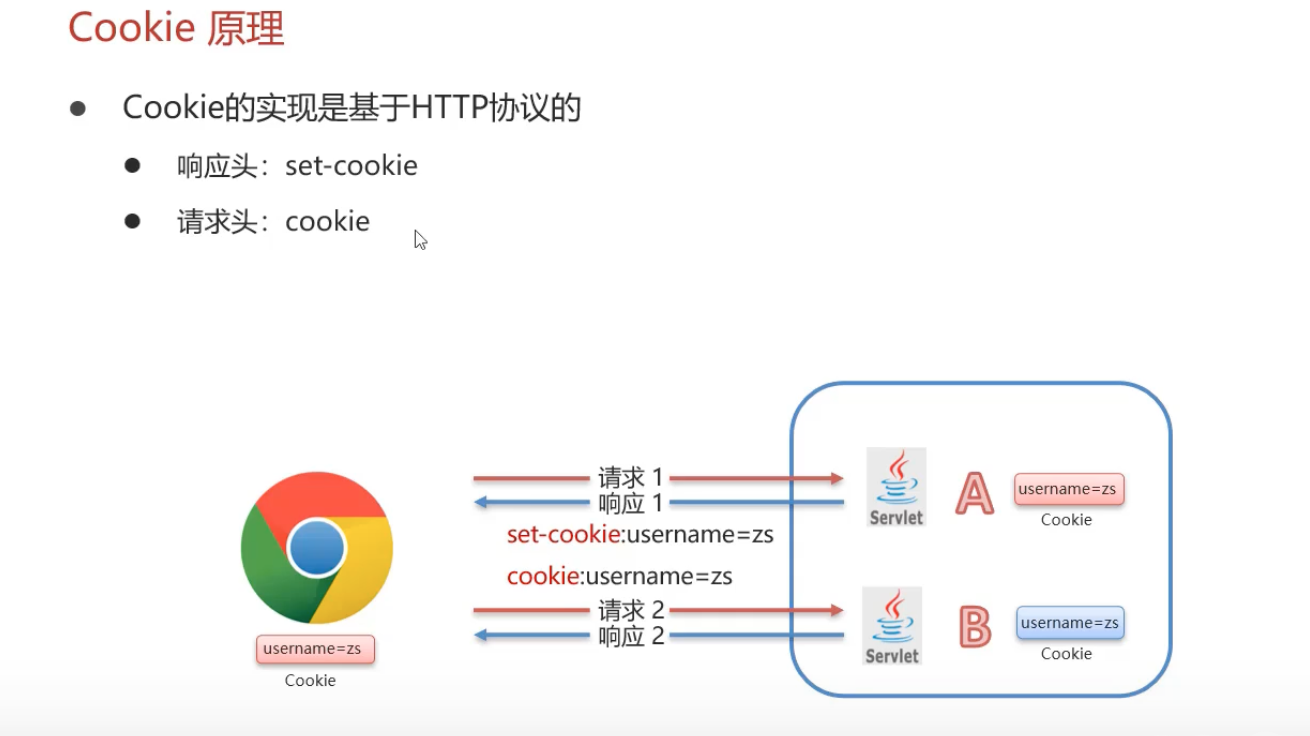 Cookie 原理
● Cookie的实现是基于HTTP协议的
● 响应头：set-cookie
● 请求头：cookie
请求 1
响应 1
set-cookie:username=zs
cookie:username=zs
请求 2
响应 2
username=zs
Cookie
Servlet
A
username=zs
Cookie
Servlet
B
username=zs
Cookie